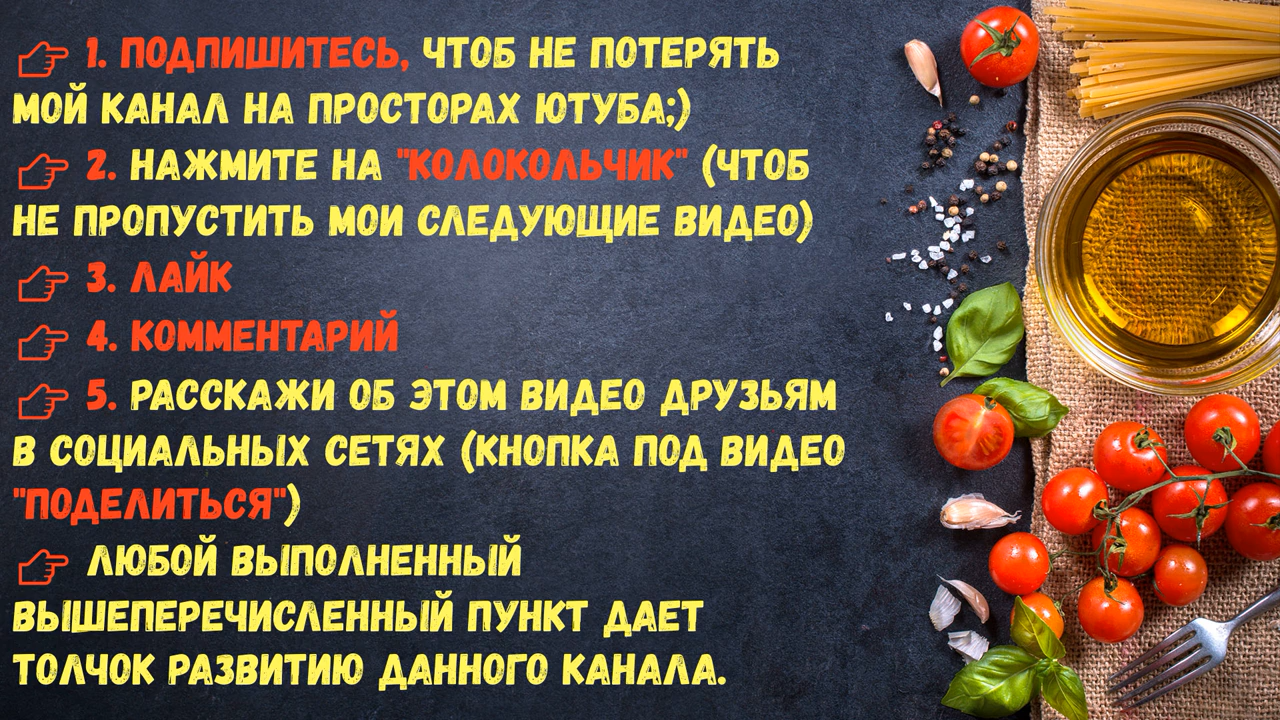 1. ПОДПИШИТЕСЬ, ЧТОБ НЕ ПОТЕРЯТЬ
МОЙ КАНАЛ НА ПРОСТОРАХ ЮТУБА;)
2. НАЖМИТЕ НА "КОЛОКОЛЬЧИК" (ЧТОБ
НЕ ПРОПУСТИТЬ МОИ СЛЕДУЮЩИЕ ВИДЕО)
3. ЛАЙК
4. КОММЕНТАРИЙ
5. РАССКАЖИ ОБ ЭТОМ ВИДЕО ДРУЗЬЯМ
В СОЦИАЛЬНЫХ СЕТЯХ (КНОПКА ПОД ВИДЕО
"ПОДЕЛИТЬСЯ")
ЛЮБОЙ ВЫПОЛНЕННЫЙ
ВЫШЕПЕРЕЧИСЛЕННЫЙ ПУНКТ ДАЕТ
ТОЛЧОК РАЗВИТИЮ ДАННОГО КАНАЛА.